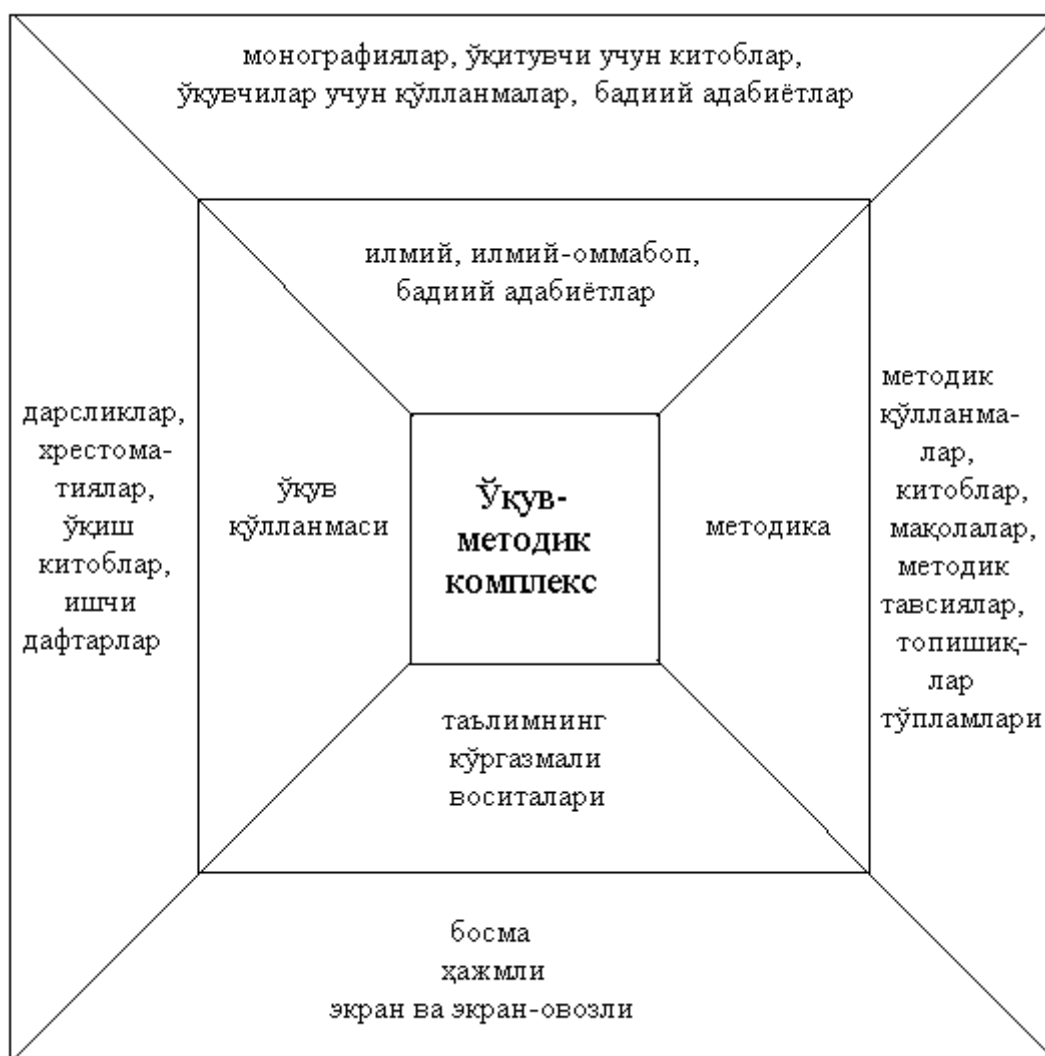 монографиялар, ўқитувчи учун китоблар,
ўқувчилар учун қўлланмалар, бадиий адабиётлар
илмий, илмий-оммабоп,
бадиий адабиётлар
дарсликлар,
хрестома-
тиялар,
ўқиш
китоблар,
ишчи
дафтарлар
ўқув
қўлланмаси
Ўқув-
методик
комплекс
методика
методик
қўлланма-
лар,
китоблар,
мақолалар,
методик
тавсиялар,
топишиқ-
лар
тўпламлари
таьлимнинг
кўргазмали
воситалари
босма
ҳажмли
экран ва экран-овозли